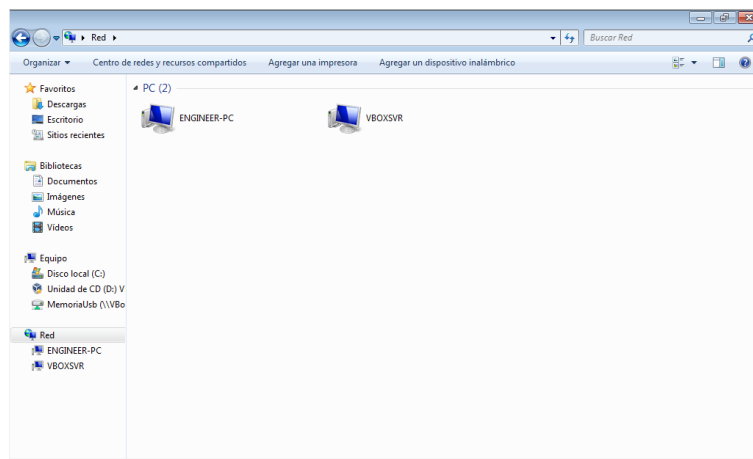 Red
Buscar Red
Organizar
Centro de redes y recursos compartidos
Agregar una impresora
Agregar un dispositivo inalámbrico
Favoritos
Descargas
Escritorio
Sitios recientes
Bibliotecas
Documentos
Imágenes
Música
Vídeos
Equipo
Disco local (C:)
Unidad de CD (D:) V
MemoriaUsb (\\VBo
Red
ENGINEER-PC
VBOXSVR
PC (2)
ENGINEER-PC
VBOXSVR